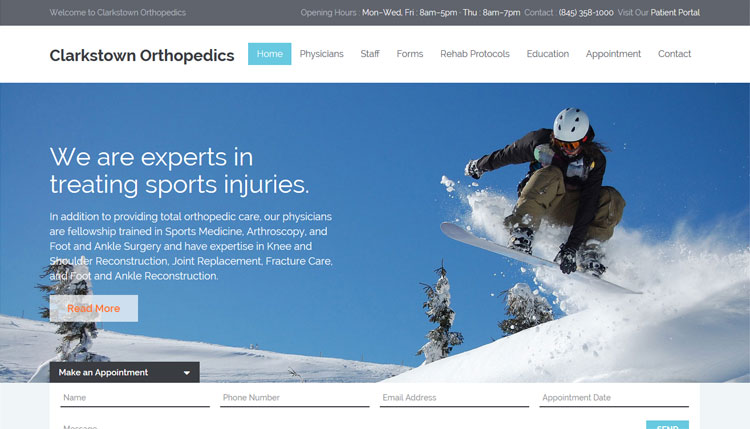 Welcome to Clarkstown Orthopedics
Opening Hours : Mon–Wed, Fri : 8am–5pm · Thu : 8am–7pm Contact : (845) 358-1000 Visit Our Patient Portal
Clarkstown Orthopedics
Home Physicians Staff Forms Rehab Protocols Education Appointment Contact
We are experts in
treating sports injuries.
In addition to providing total orthopedic care, our physicians
are fellowship trained in Sports Medicine, Arthroscopy, and
Foot and Ankle Surgery and have expertise in Knee and
Shoulder Reconstruction, Joint Replacement, Fracture Care,
and Foot and Ankle Reconstruction.
Read More
Make an Appointment
Name Phone Number Email Address Appointment Date
Message SEND